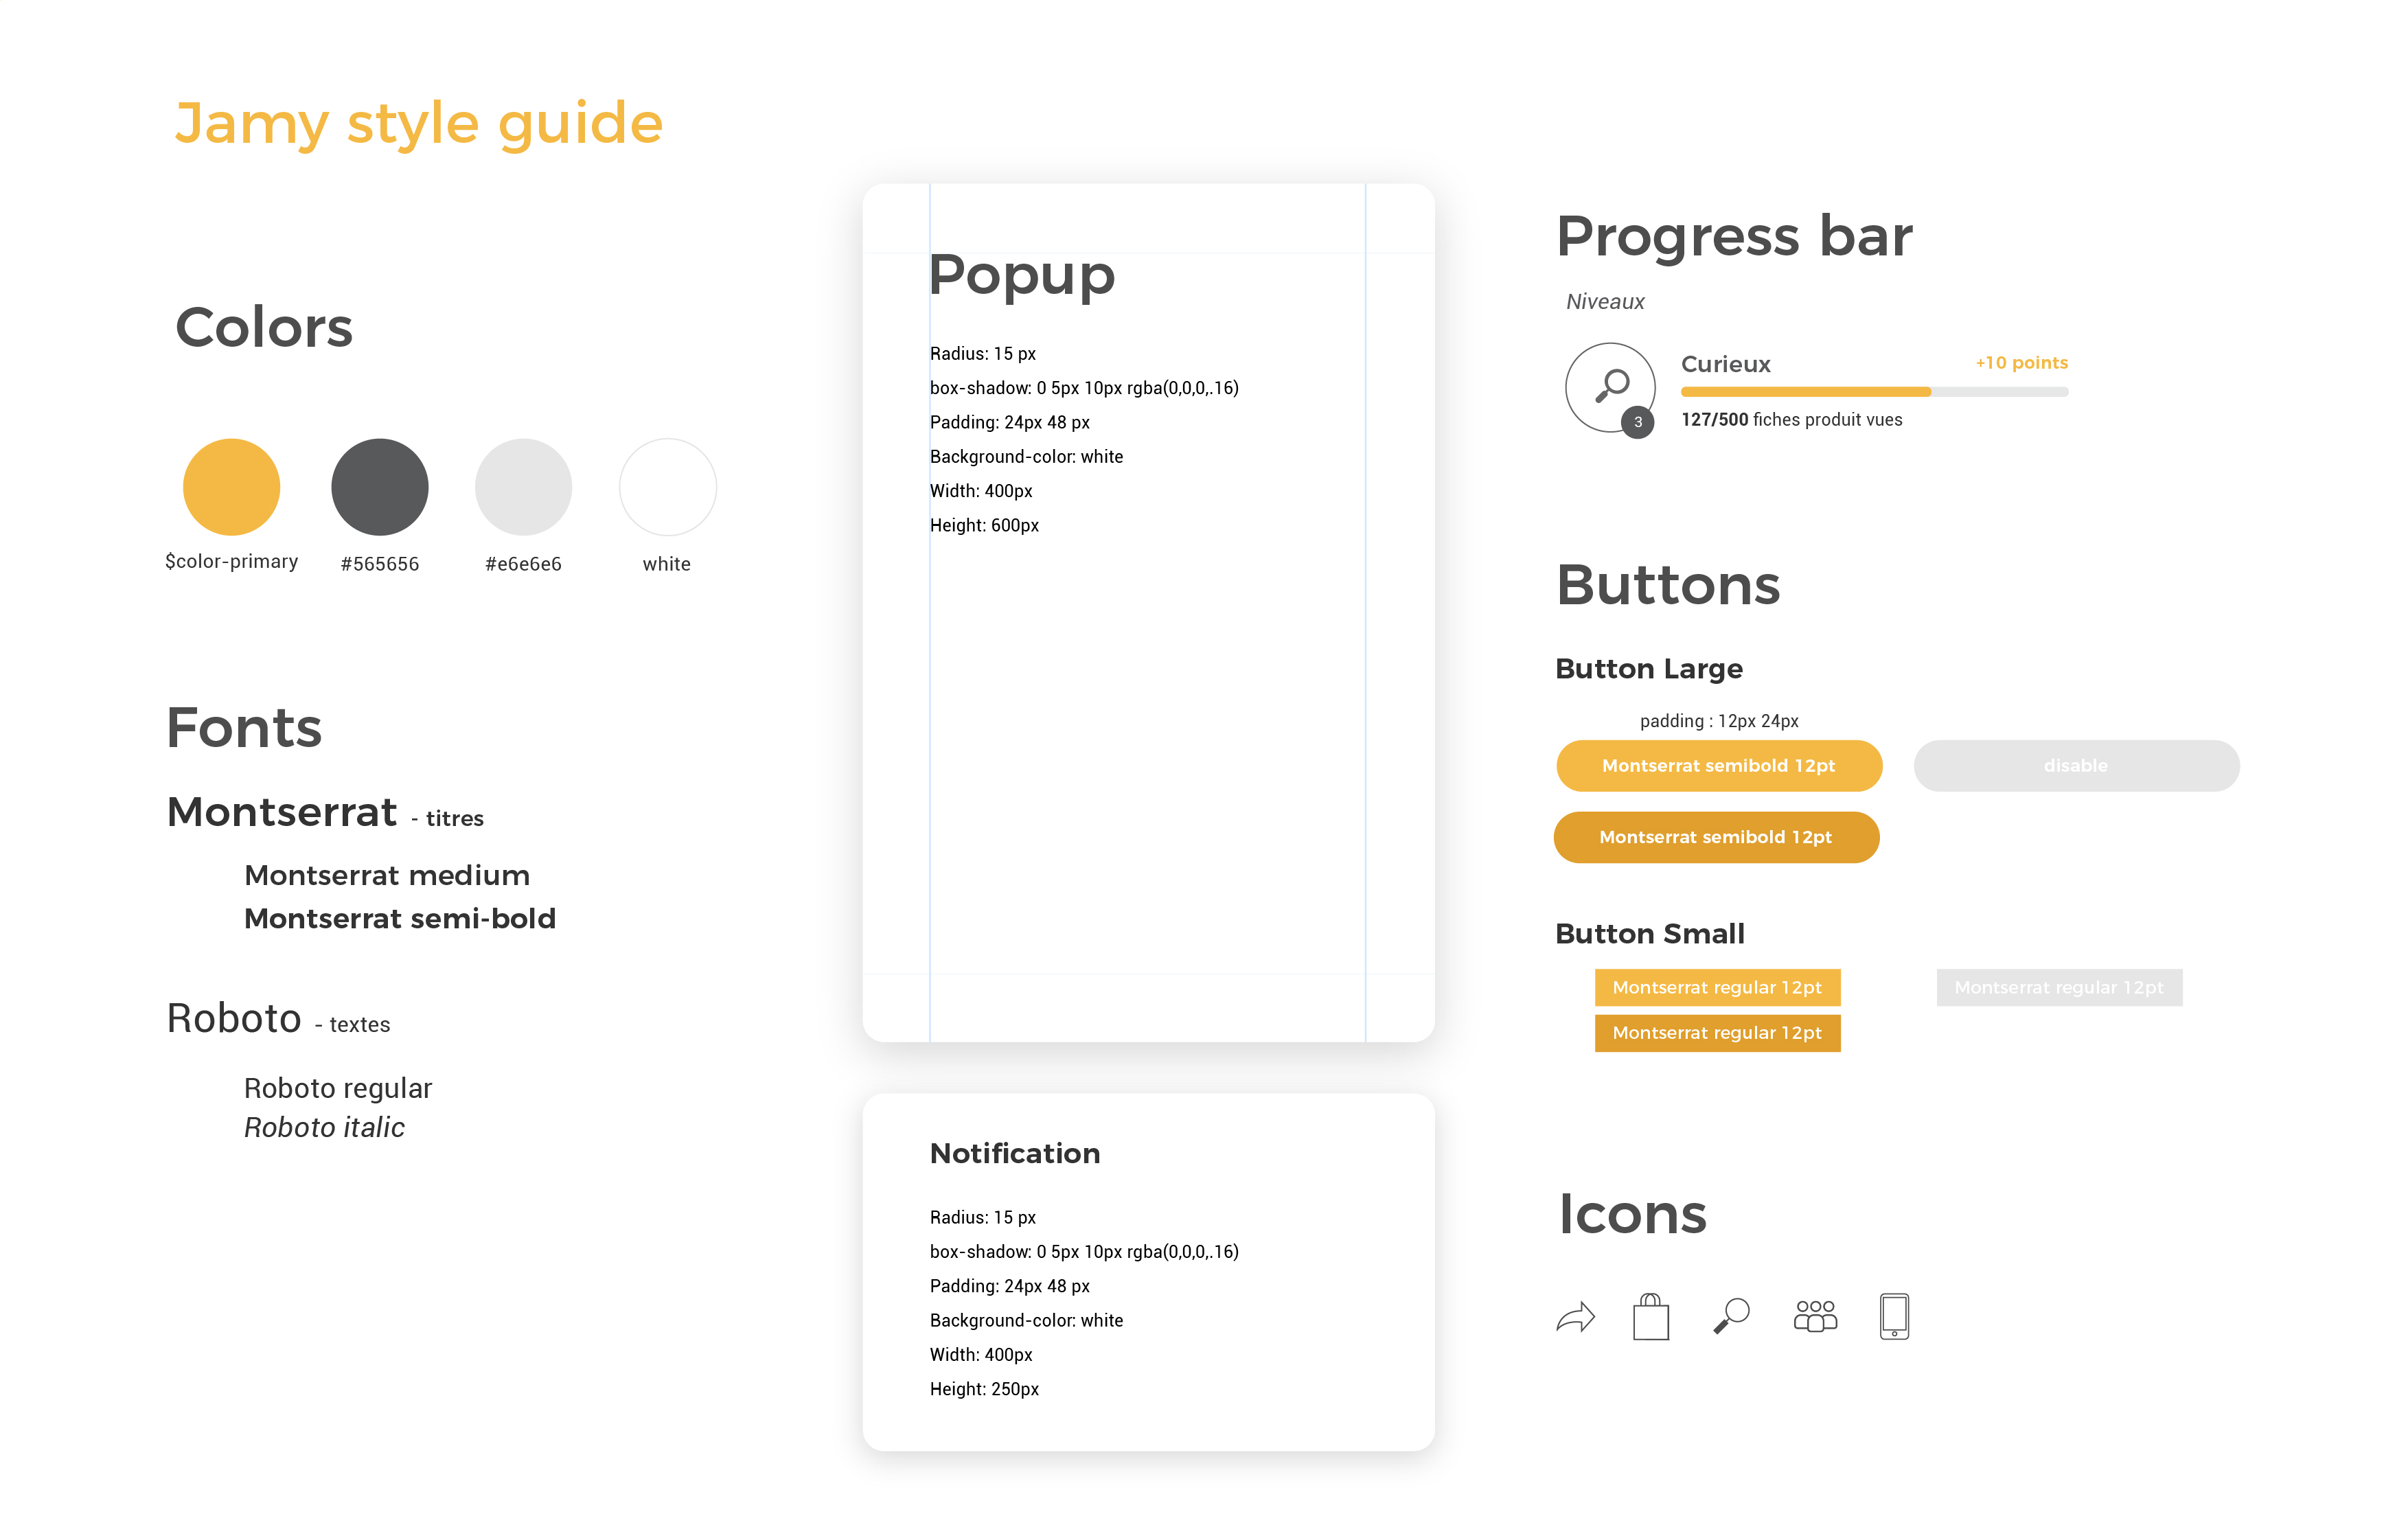 Jamy style guide
Colors
$color-primary
#565656
#e6e6e6
white
Fonts
Montserrat - titres
Montserrat medium
Montserrat semi-bold
Roboto - textes
Roboto regular
Roboto italic
Popup
Radius: 15 px
box-shadow: 0 5px 10px rgba(0,0,0,.16)
Padding: 24px 48 px
Background-color: white
Width: 400px
Height: 600px
Notification
Radius: 15 px
box-shadow: 0 5px 10px rgba(0,0,0,.16)
Padding: 24px 48 px
Background-color: white
Width: 400px
Height: 250px
Progress bar
Niveaux
Curieux
+10 points
127/500 fiches produit vues
3
Buttons
Button Large
padding : 12px 24px
Montserrat semibold 12pt
disable
Montserrat semibold 12pt
Button Small
Montserrat regular 12pt
Montserrat regular 12pt
Montserrat regular 12pt
Icons